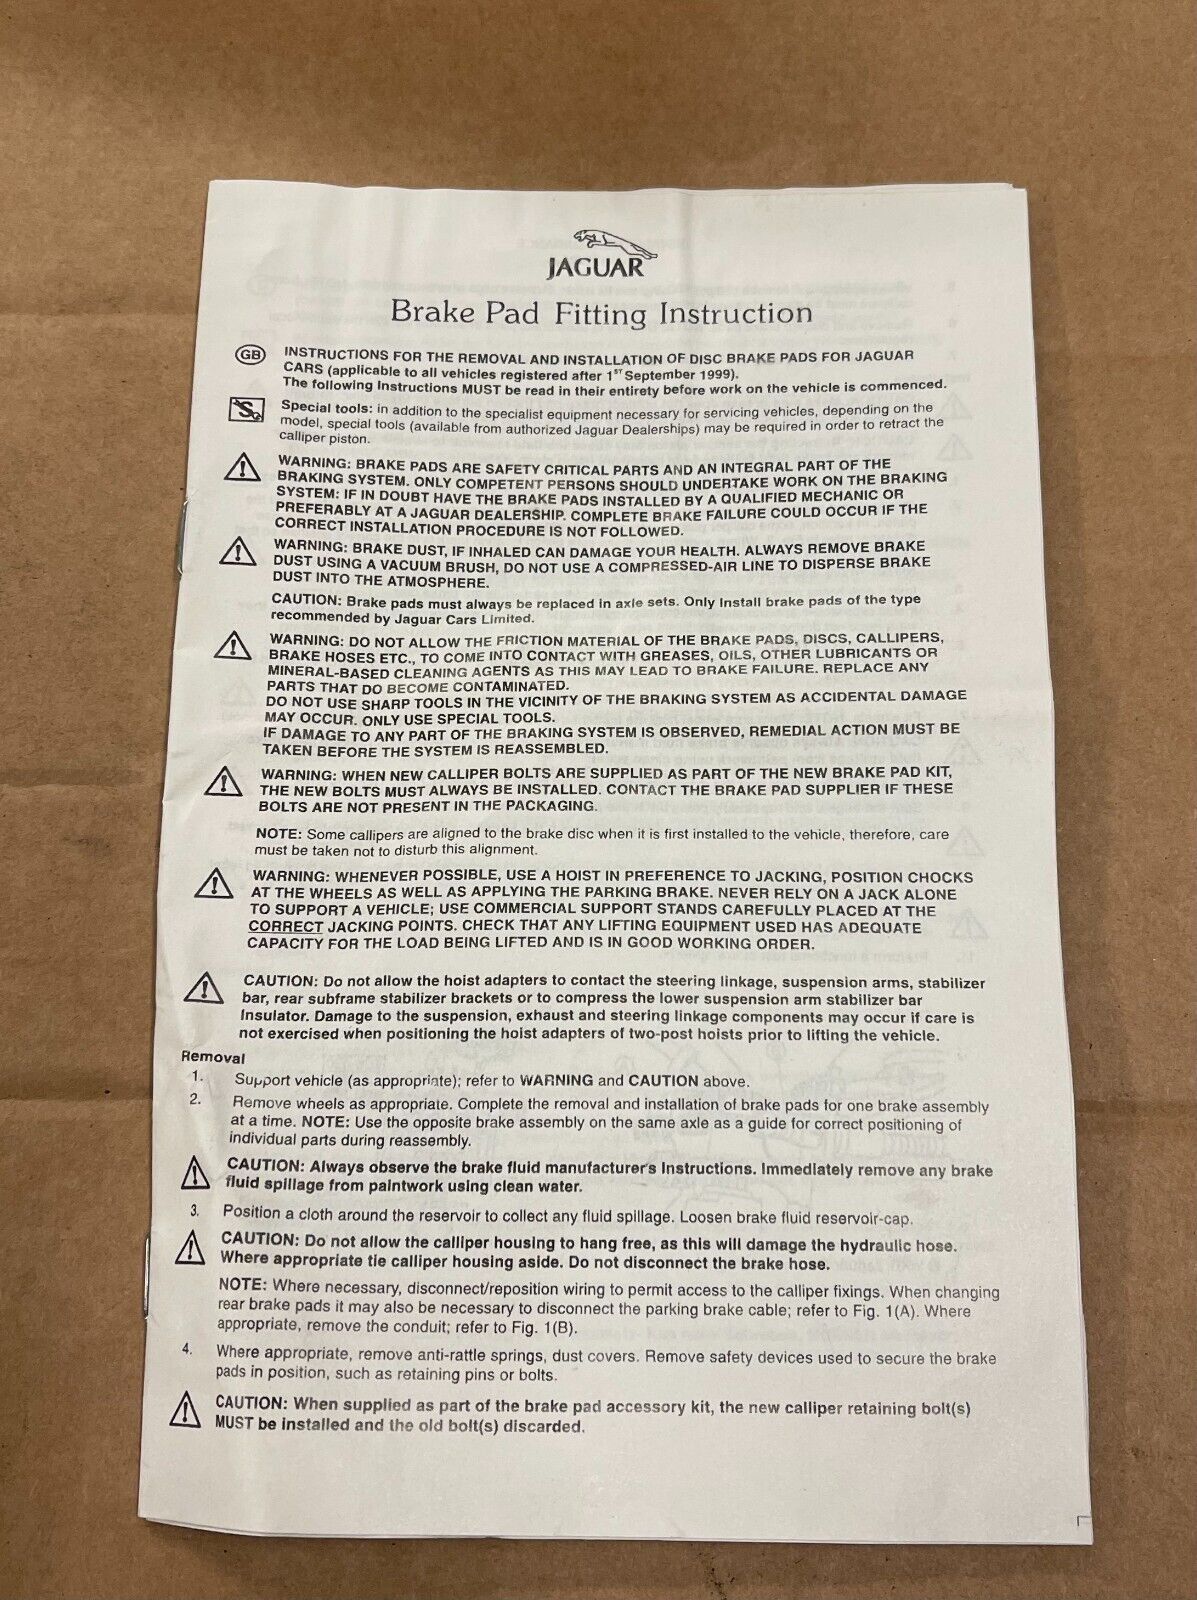 JAGUAR
Brake Pad Fitting Instruction
GB
INSTRUCTIONS FOR THE REMOVAL AND INSTALLATION OF DISC BRAKE PADS FOR JAGUAR
CARS (applicable to all vehicles registered after 1ST September 1999).
The following Instructions MUST be read in their entirety before work on the vehicle is commenced.
Special tools: in addition to the specialist equipment necessary for servicing vehicles, depending on the
model, special tools (available from authorized Jaguar Dealerships) may be required in order to retract the
calliper piston.
WARNING: BRAKE PADS ARE SAFETY CRITICAL PARTS AND AN INTEGRAL PART OF THE
BRAKING SYSTEM. ONLY COMPETENT PERSONS SHOULD UNDERTAKE WORK ON THE BRAKING
SYSTEM: IF IN DOUBT HAVE THE BRAKE PADS INSTALLED BY A QUALIFIED MECHANIC OR
PREFERABLY AT A JAGUAR DEALERSHIP. COMPLETE BRAKE FAILURE COULD OCCUR IF THE
CORRECT INSTALLATION PROCEDURE IS NOT FOLLOWED.
WARNING: BRAKE DUST, IF INHALED CAN DAMAGE YOUR HEALTH. ALWAYS REMOVE BRAKE
DUST USING A VACUUM BRUSH, DO NOT USE A COMPRESSED-AIR LINE TO DISPERSE BRAKE
DUST INTO THE ATMOSPHERE.
CAUTION: Brake pads must always be replaced in axle sets. Only Install brake pads of the type
recommended by Jaguar Cars Limited.
WARNING: DO NOT ALLOW THE FRICTION MATERIAL OF THE BRAKE PADS, DISCS, CALLIPERS,
BRAKE HOSES ETC., TO COME INTO CONTACT WITH GREASES, OILS, OTHER LUBRICANTS OR
MINERAL-BASED CLEANING AGENTS AS THIS MAY LEAD TO BRAKE FAILURE. REPLACE ANY
PARTS THAT DO BECOME CONTAMINATED.
DO NOT USE SHARP TOOLS IN THE VICINITY OF THE BRAKING SYSTEM AS ACCIDENTAL DAMAGE
MAY OCCUR. ONLY USE SPECIAL TOOLS.
IF DAMAGE TO ANY PART OF THE BRAKING SYSTEM IS OBSERVED, REMEDIAL ACTION MUST BE
TAKEN BEFORE THE SYSTEM IS REASSEMBLED.
WARNING: WHEN NEW CALLIPER BOLTS ARE SUPPLIED AS PART OF THE NEW BRAKE PAD KIT,
THE NEW BOLTS MUST ALWAYS BE INSTALLED. CONTACT THE BRAKE PAD SUPPLIER IF THESE
BOLTS ARE NOT PRESENT IN THE PACKAGING.
NOTE: Some callipers are aligned to the brake disc when it is first installed to the vehicle, therefore, care
must be taken not to disturb this alignment.
WARNING: WHENEVER POSSIBLE, USE A HOIST IN PREFERENCE TO JACKING, POSITION CHOCKS
AT THE WHEELS AS WELL AS APPLYING THE PARKING BRAKE. NEVER RELY ON A JACK ALONE
TO SUPPORT A VEHICLE; USE COMMERCIAL SUPPORT STANDS CAREFULLY PLACED AT THE
CORRECT JACKING POINTS. CHECK THAT ANY LIFTING EQUIPMENT USED HAS ADEQUATE
CAPACITY FOR THE LOAD BEING LIFTED AND IS IN GOOD WORKING ORDER.
CAUTION: Do not allow the hoist adapters to contact the steering linkage, suspension arms, stabilizer
bar, rear subframe stabilizer brackets or to compress the lower suspension arm stabilizer bar
Insulator. Damage to the suspension, exhaust and steering linkage components may occur if care is
not exercised when positioning the hoist adapters of two-post hoists prior to lifting the vehicle.
Removal
1. Support vehicle (as appropriate); refer to WARNING and CAUTION above.
2. Remove wheels as appropriate. Complete the removal and installation of brake pads for one brake assembly
at a time. NOTE: Use the opposite brake assembly on the same axle as a guide for correct positioning of
individual parts during reassembly.
CAUTION: Always observe the brake fluid manufacturer's Instructions. Immediately remove any brake
fluid spillage from paintwork using clean water.
3. Position a cloth around the reservoir to collect any fluid spillage. Loosen brake fluid reservoir-cap.
CAUTION: Do not allow the calliper housing to hang free, as this will damage the hydraulic hose.
Where appropriate tie calliper housing aside. Do not disconnect the brake hose.
NOTE: Where necessary, disconnect/reposition wiring to permit access to the calliper fixings. When changing
rear brake pads it may also be necessary to disconnect the parking brake cable; refer to Fig. 1(A). Where
appropriate, remove the conduit; refer to Fig. 1(B).
4. Where appropriate, remove anti-rattle springs, dust covers. Remove safety devices used to secure the brake
pads in position, such as retaining pins or bolts.
CAUTION: When supplied as part of the brake pad accessory kit, the new calliper retaining bolt(s)
MUST be installed and the old bolt(s) discarded.